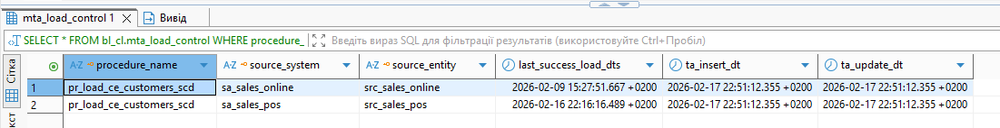 mta_load_control 1 Вивід
SELECT * FROM bl_cl.mta_load_control WHERE procedure_ Введіть вираз SQL для фільтрації результатів (використовуйте Ctrl+Пробіл)
Сітка
A-Z procedure_name A-Z source_system A-Z source_entity last_success_load_dts ta_insert_dt ta_update_dt
1 pr_load_ce_customers_scd sa_sales_online src_sales_online 2026-02-09 15:27:51.667 +0200 2026-02-17 22:51:12.355 +0200 2026-02-17 22:51:12.355 +0200
2 pr_load_ce_customers_scd sa_sales_pos src_sales_pos 2026-02-16 22:16:16.489 +0200 2026-02-17 22:51:12.355 +0200 2026-02-17 22:51:12.355 +0200